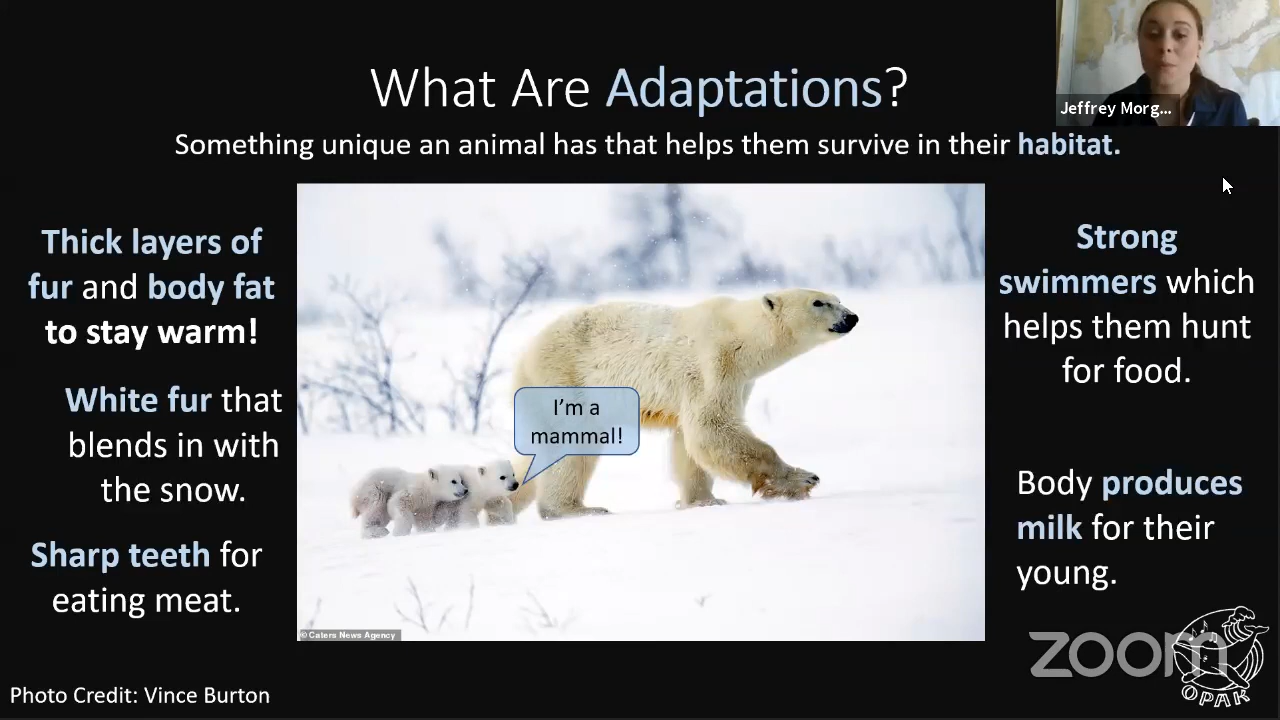 What Are Adaptations?
Jeffrey Morg...
Something unique an animal has that helps them survive in their habitat.
Thick layers of
fur and body fat
to stay warm!
White fur that
blends in with
the snow.
Sharp teeth for
eating meat.
I'm a
mammal!
Strong
swimmers which
helps them hunt
for food.
Body produces
milk for their
young.
© Caters News Agency
zoom
OPAK
Photo Credit: Vince Burton